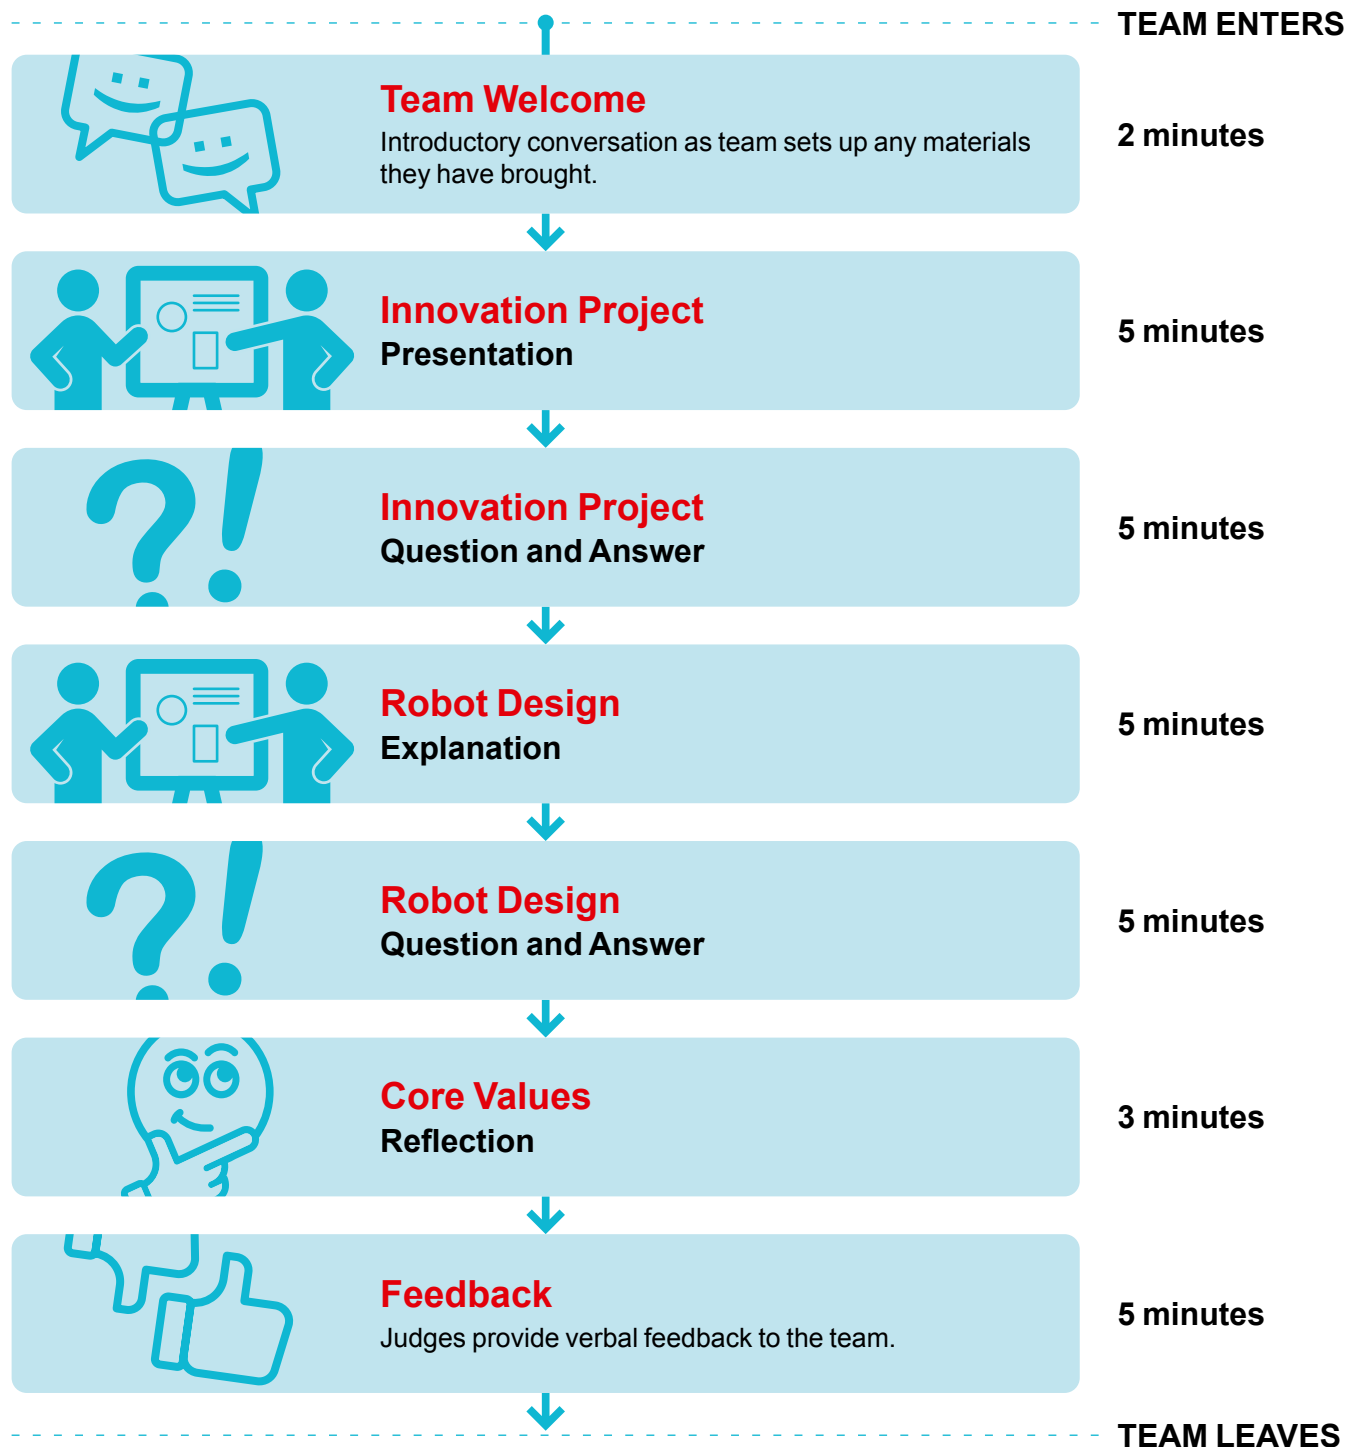 TEAM ENTERS
Team Welcome
Introductory conversation as team sets up any materials
they have brought.
2 minutes
Innovation Project
Presentation
5 minutes
Innovation Project
Question and Answer
5 minutes
Robot Design
Explanation
5 minutes
Robot Design
Question and Answer
5 minutes
Core Values
Reflection
3 minutes
Feedback
Judges provide verbal feedback to the team.
5 minutes
TEAM LEAVES